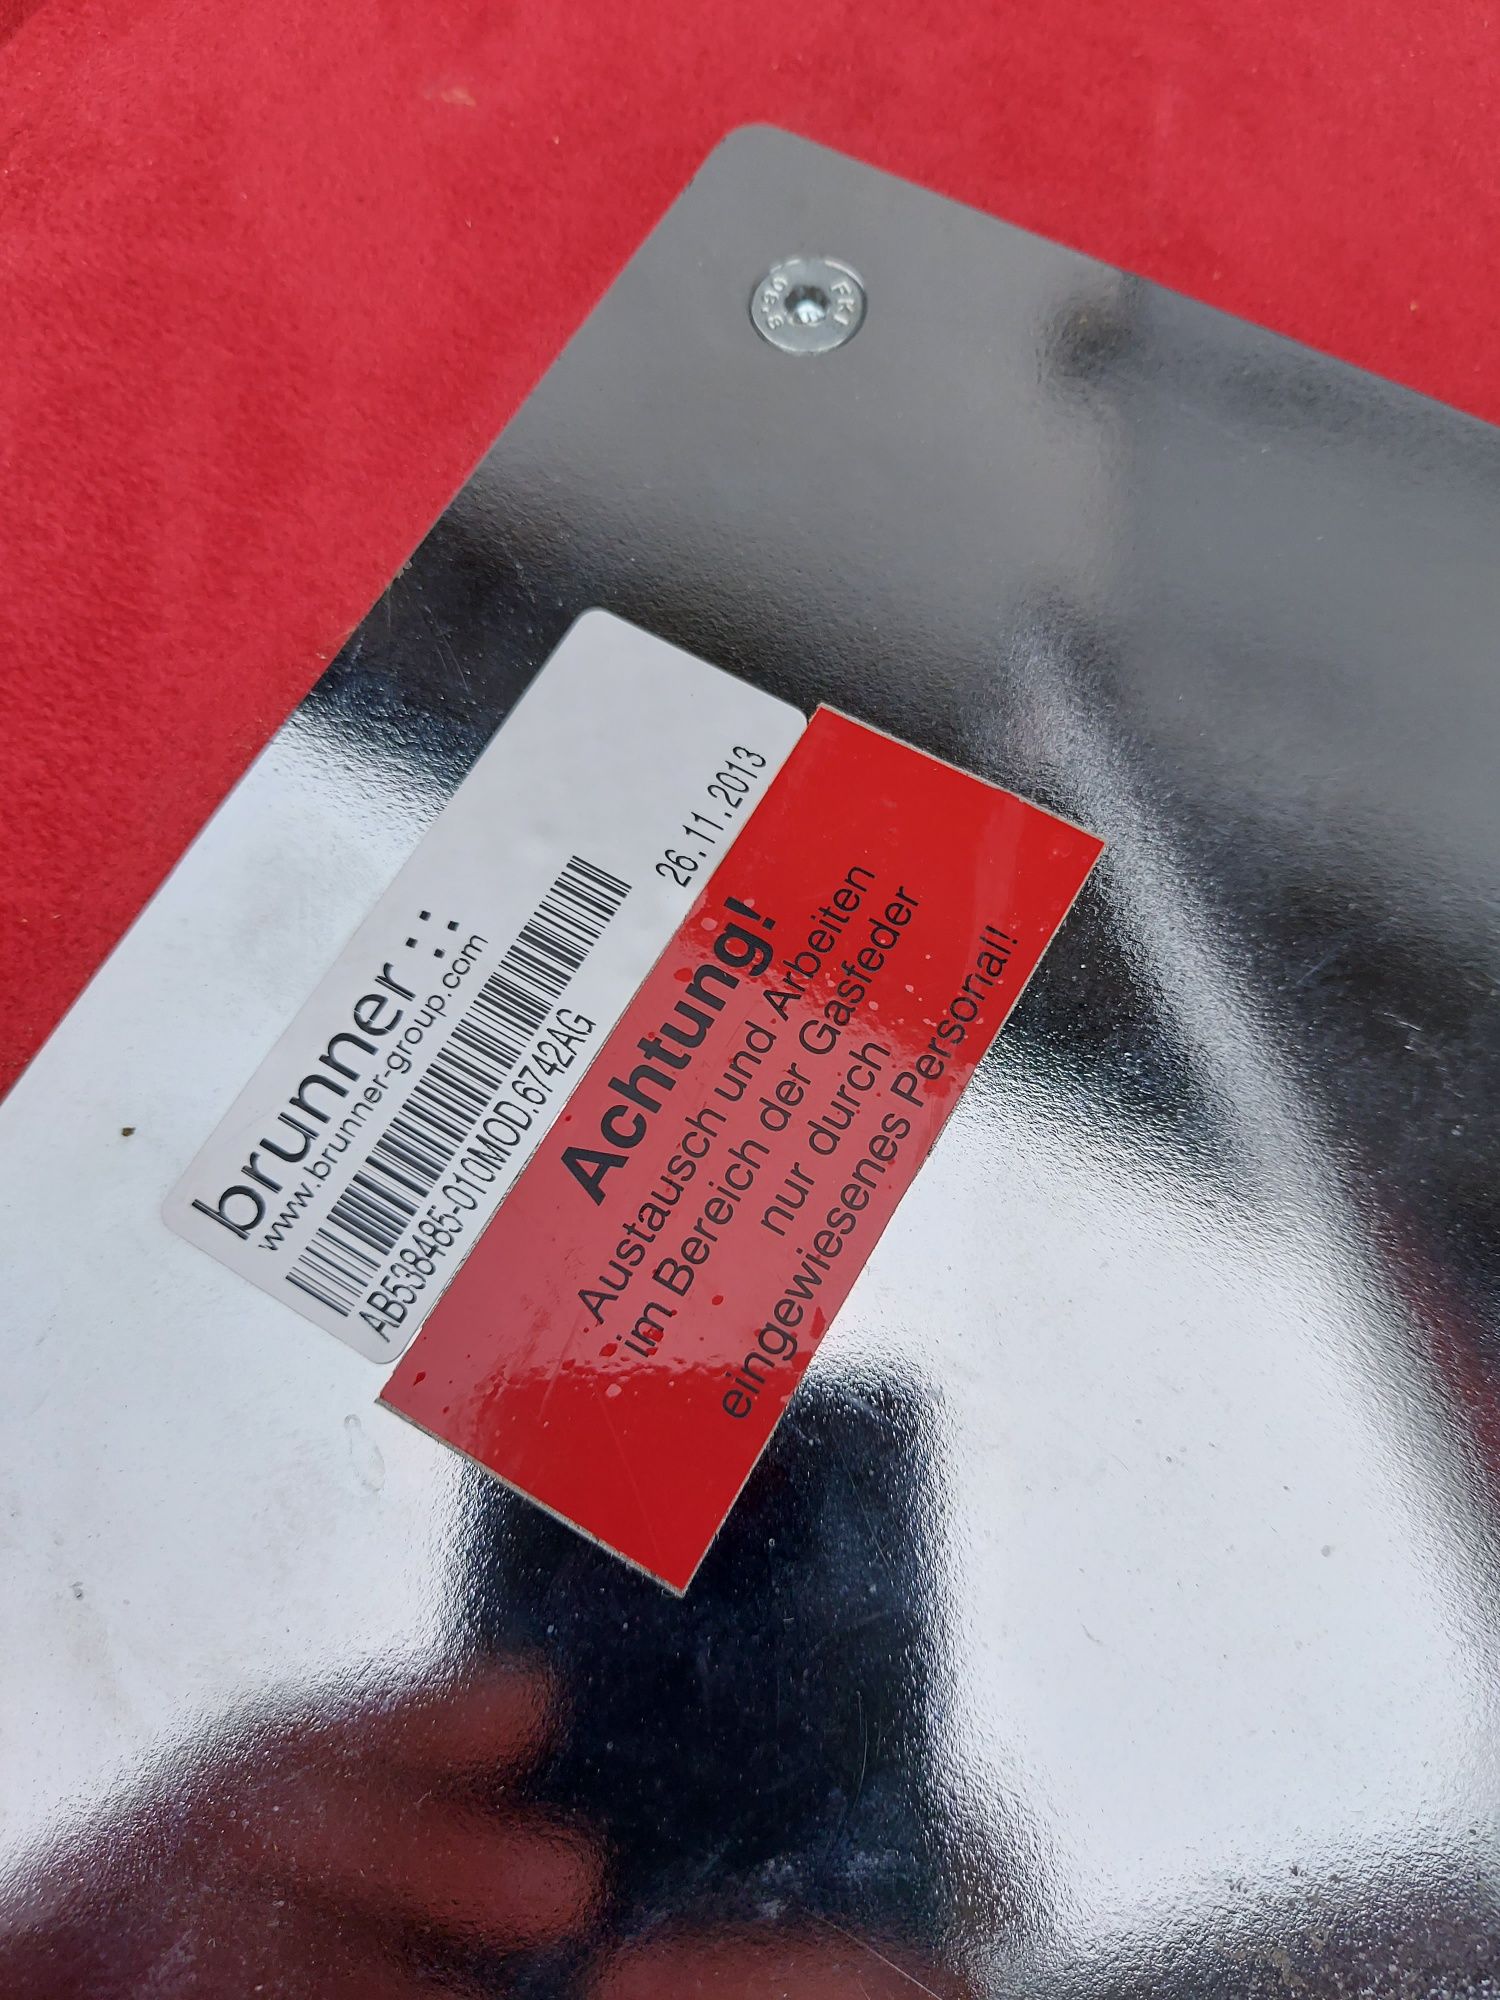 brunner
www.brunner-group.com
AB538485-010MOD.6742AG
26.11.2013
Achtung!
Austausch und Arbeiten
im Bereich der Gasfeder
nur durch
eingewiesenes Personal!